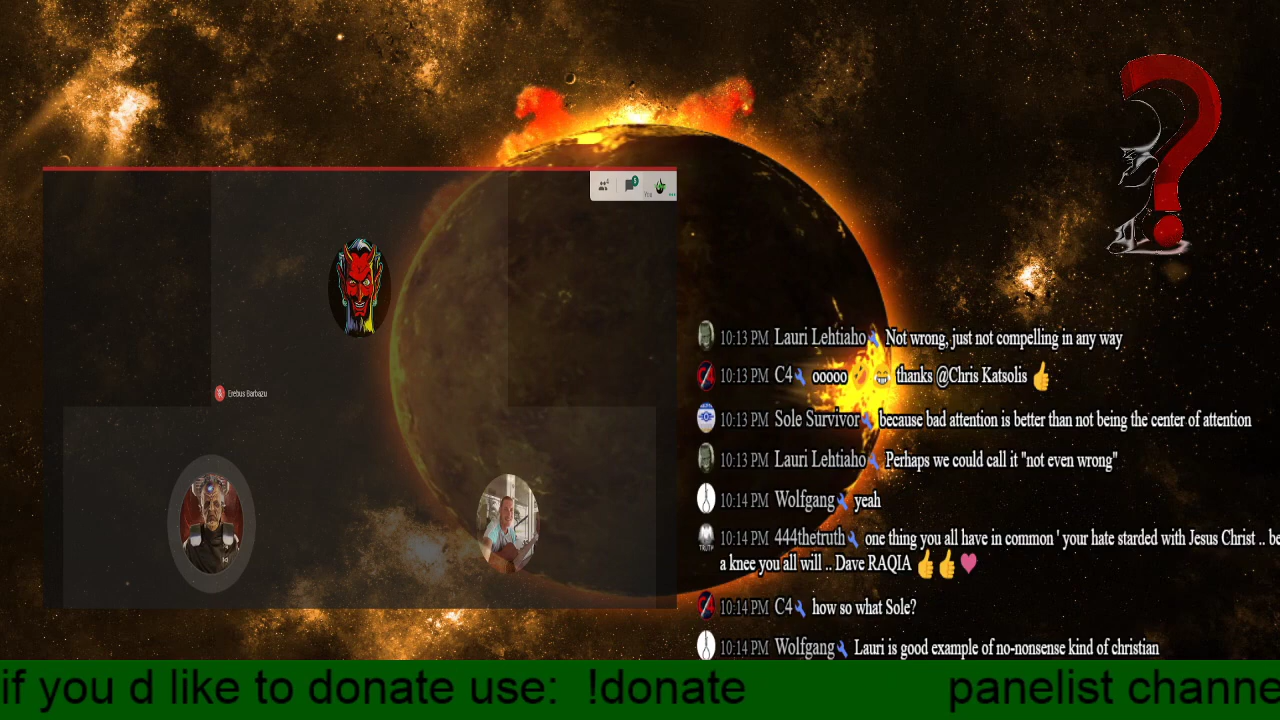 Erebus Barbazu
You
10:13 PM Lauri Lehtiaho Not wrong, just not compelling in any way
10:13 PM C4 ooooo thanks @Chris Katsolis
10:13 PM Sole Survivor because bad attention is better than not being the center of attention
10:13 PM Lauri Lehtiaho Perhaps we could call it "not even wrong"
10:14 PM Wolfgang yeah
10:14 PM 444thetruth one thing you all have in common ' your hate starded with Jesus Christ .. be
a knee you all will .. Dave RAQIA
10:14 PM C4 how so what Sole?
10:14 PM Wolfgang Lauri is good example of no-nonsense kind of christian
if you d like to donate use: !donate panelist channe